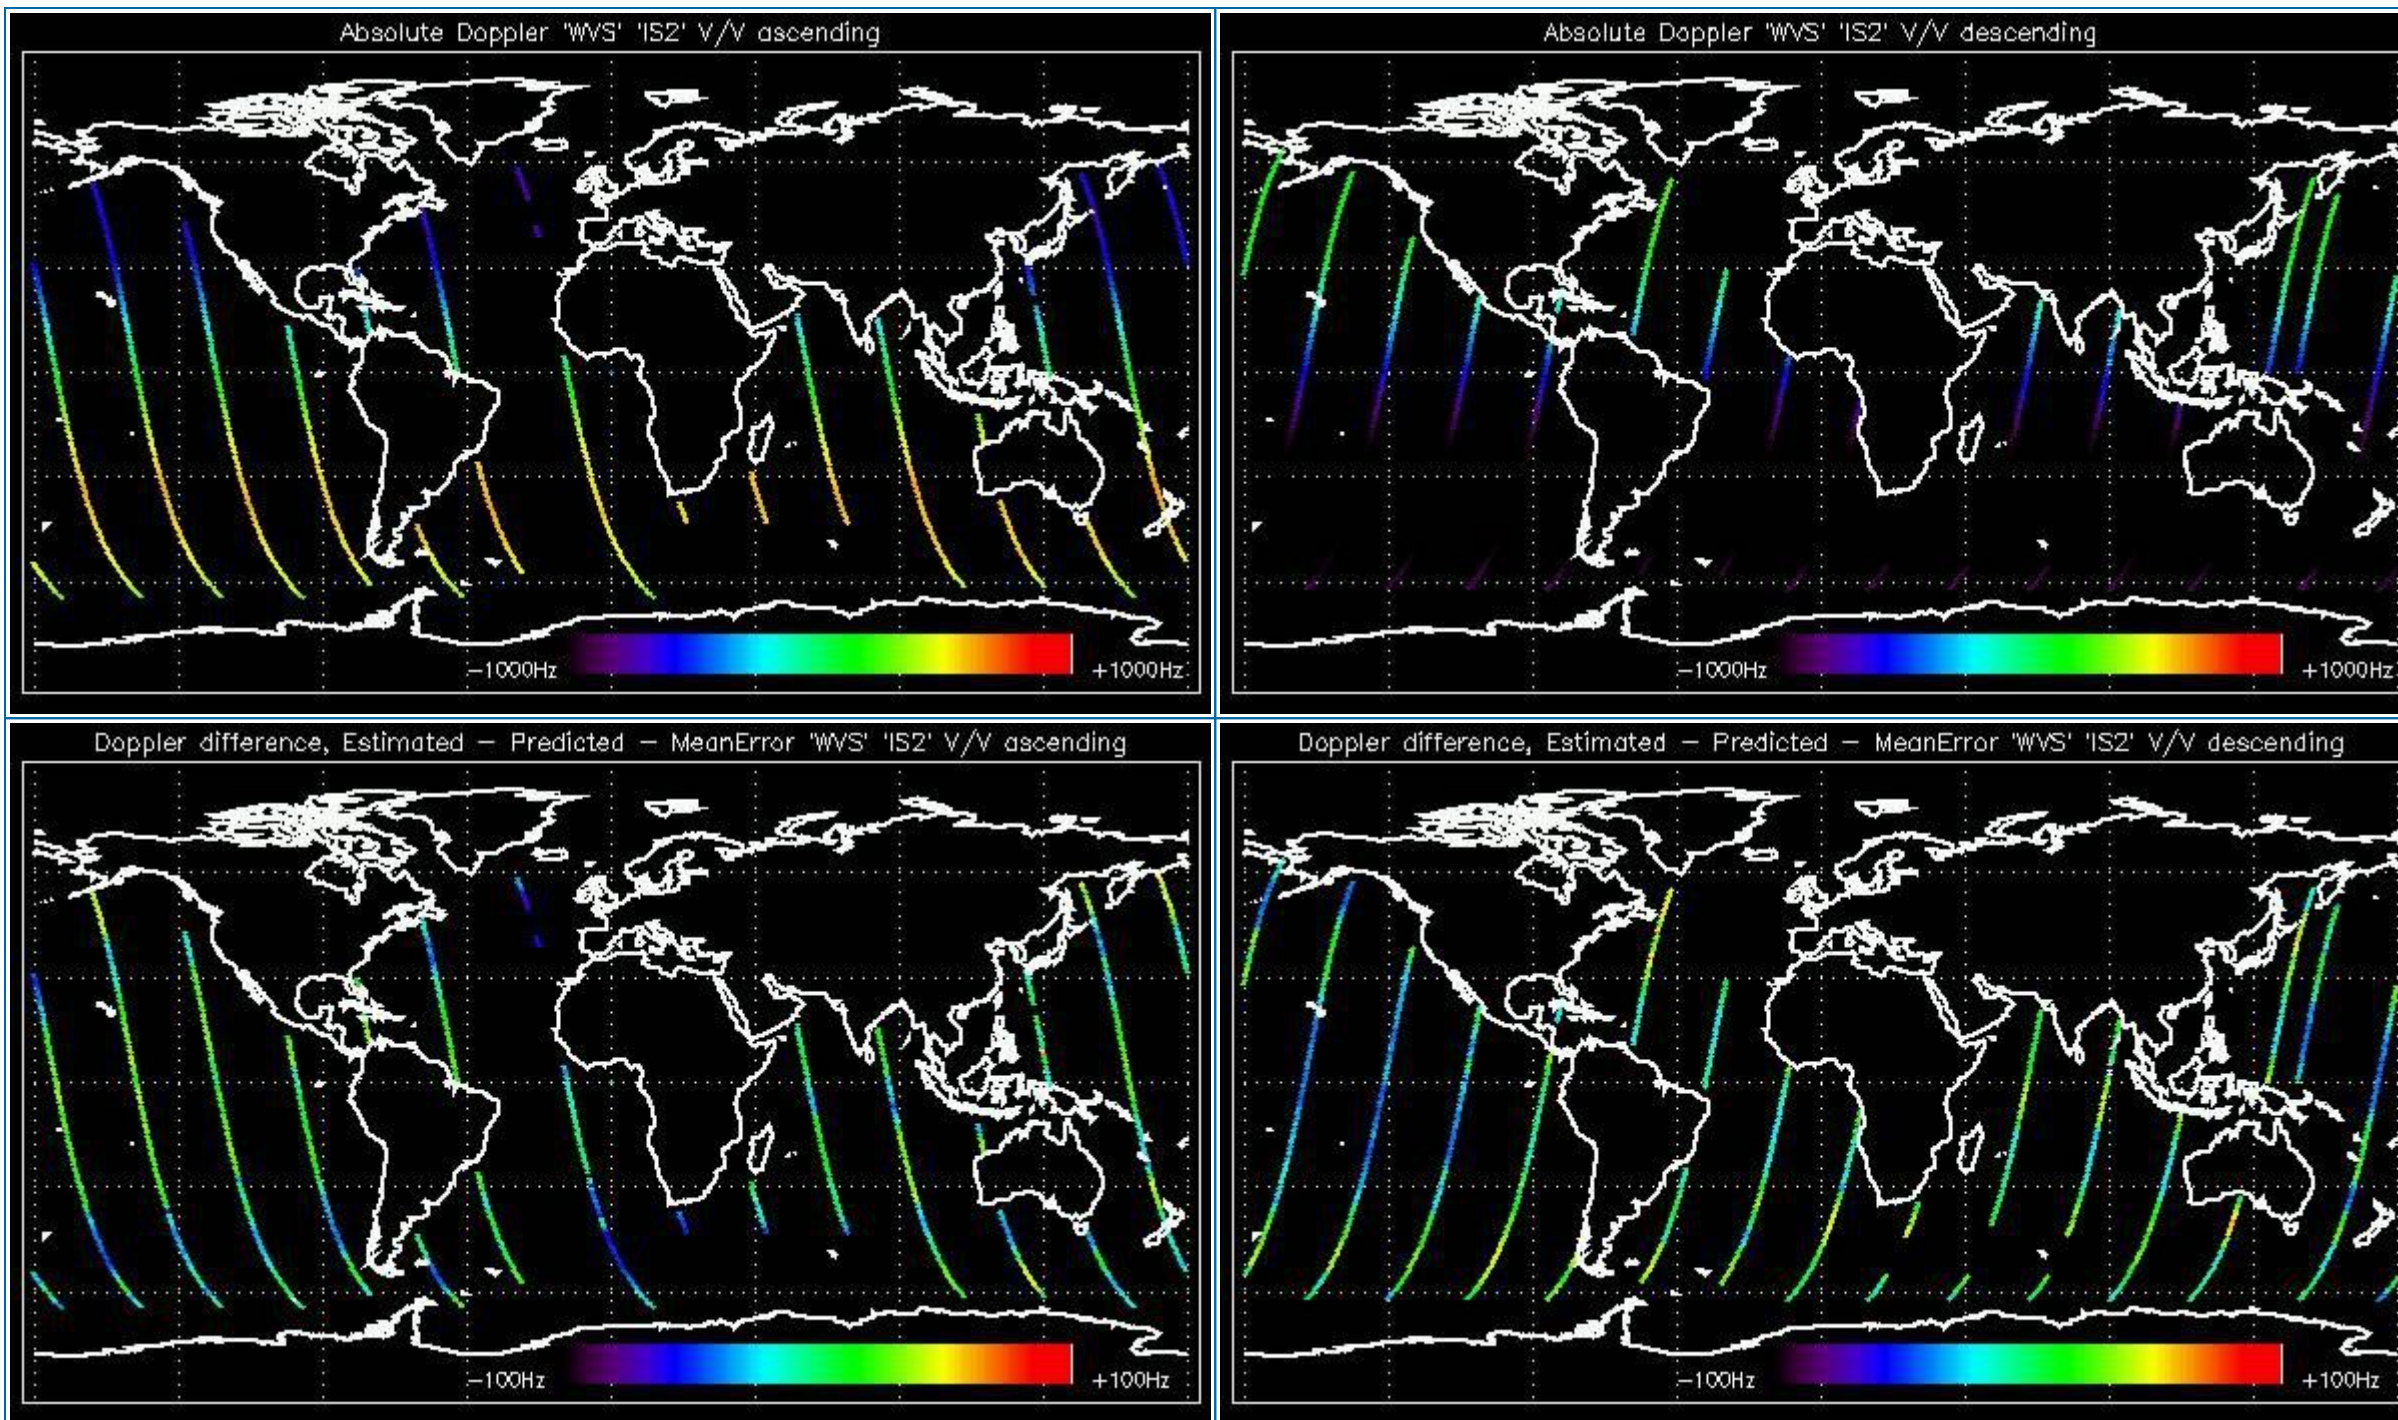 Absolute Doppler 'WVS' 'IS2' V/V ascending
-1000Hz
+1000Hz
Absolute Doppler 'WVS' 'IS2' V/V descending
-1000Hz
+1000Hz
Doppler difference, Estimated - Predicted - MeanError 'WVS' 'IS2' V/V ascending
-100Hz
+100Hz
Doppler difference, Estimated - Predicted - MeanError 'WVS' 'IS2' V/V descending
-100Hz
+100Hz